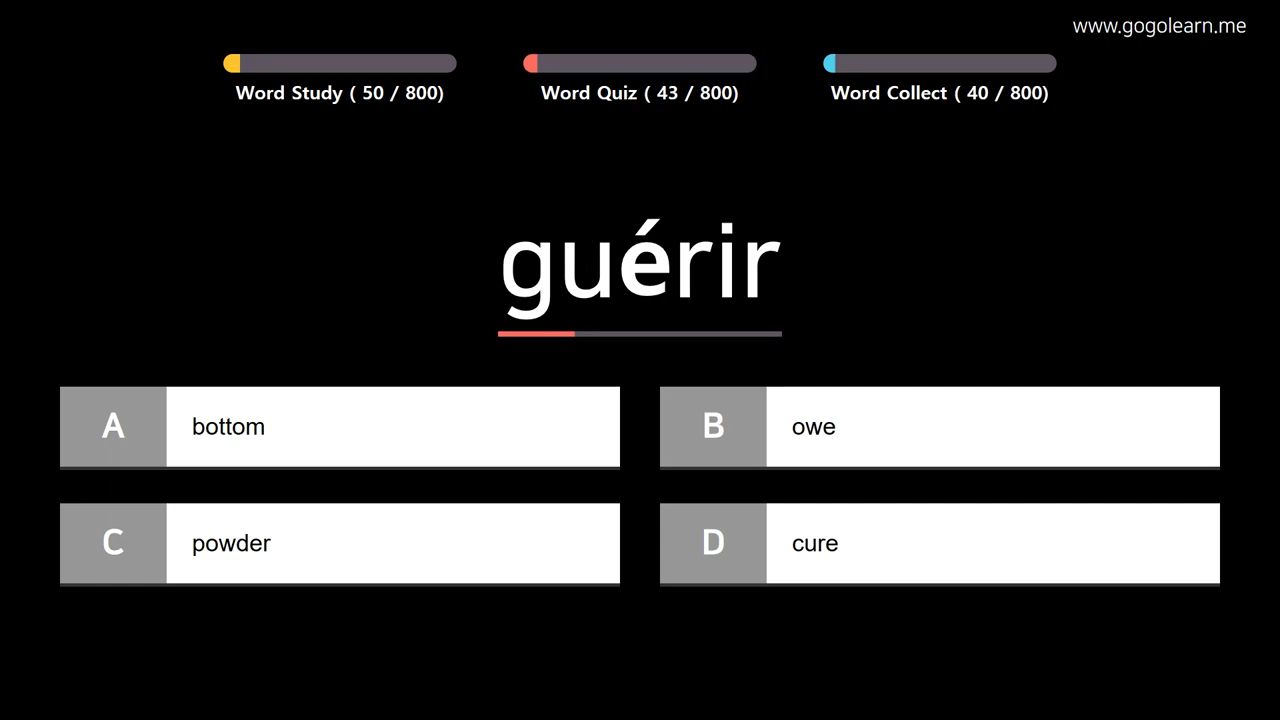 www.gogolearn.me
Word Study ( 50 / 800)
Word Quiz ( 43 / 800)
Word Collect ( 40 / 800)
guérir
A bottom
B owe
C powder
D cure